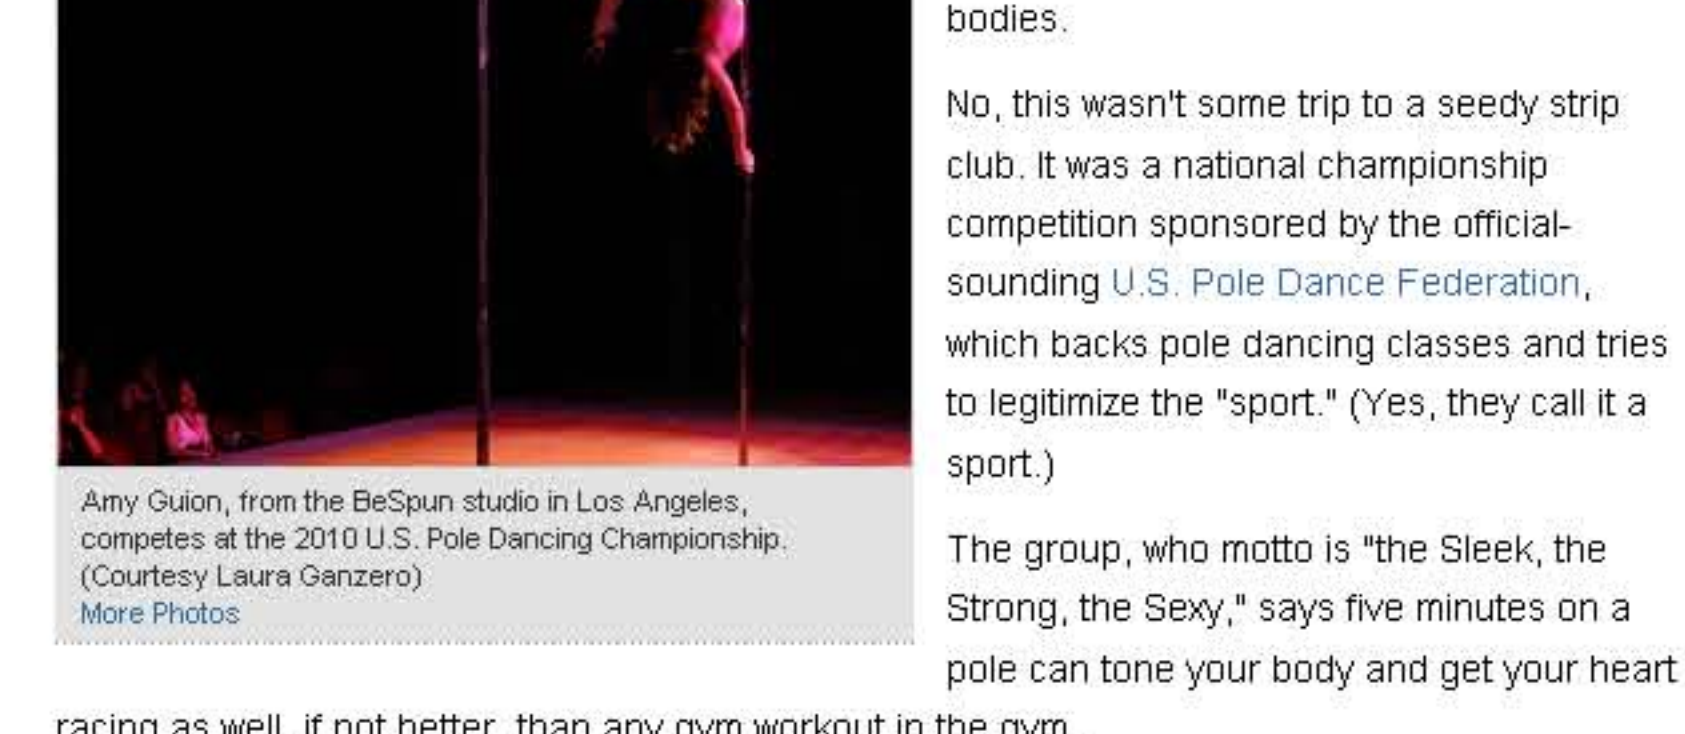 bodies.
No, this wasn't some trip to a seedy strip
club. It was a national championship
competition sponsored by the official-
sounding U.S. Pole Dance Federation,
which backs pole dancing classes and tries
to legitimize the "sport." (Yes, they call it a
sport.)
The group, who motto is "the Sleek, the
Strong, the Sexy," says five minutes on a
pole can tone your body and get your heart
racing as well, if not better, than any gym workout in the gym.
Amy Guion, from the BeSpun studio in Los Angeles,
competes at the 2010 U.S. Pole Dancing Championship.
(Courtesy Laura Ganzero)
More Photos